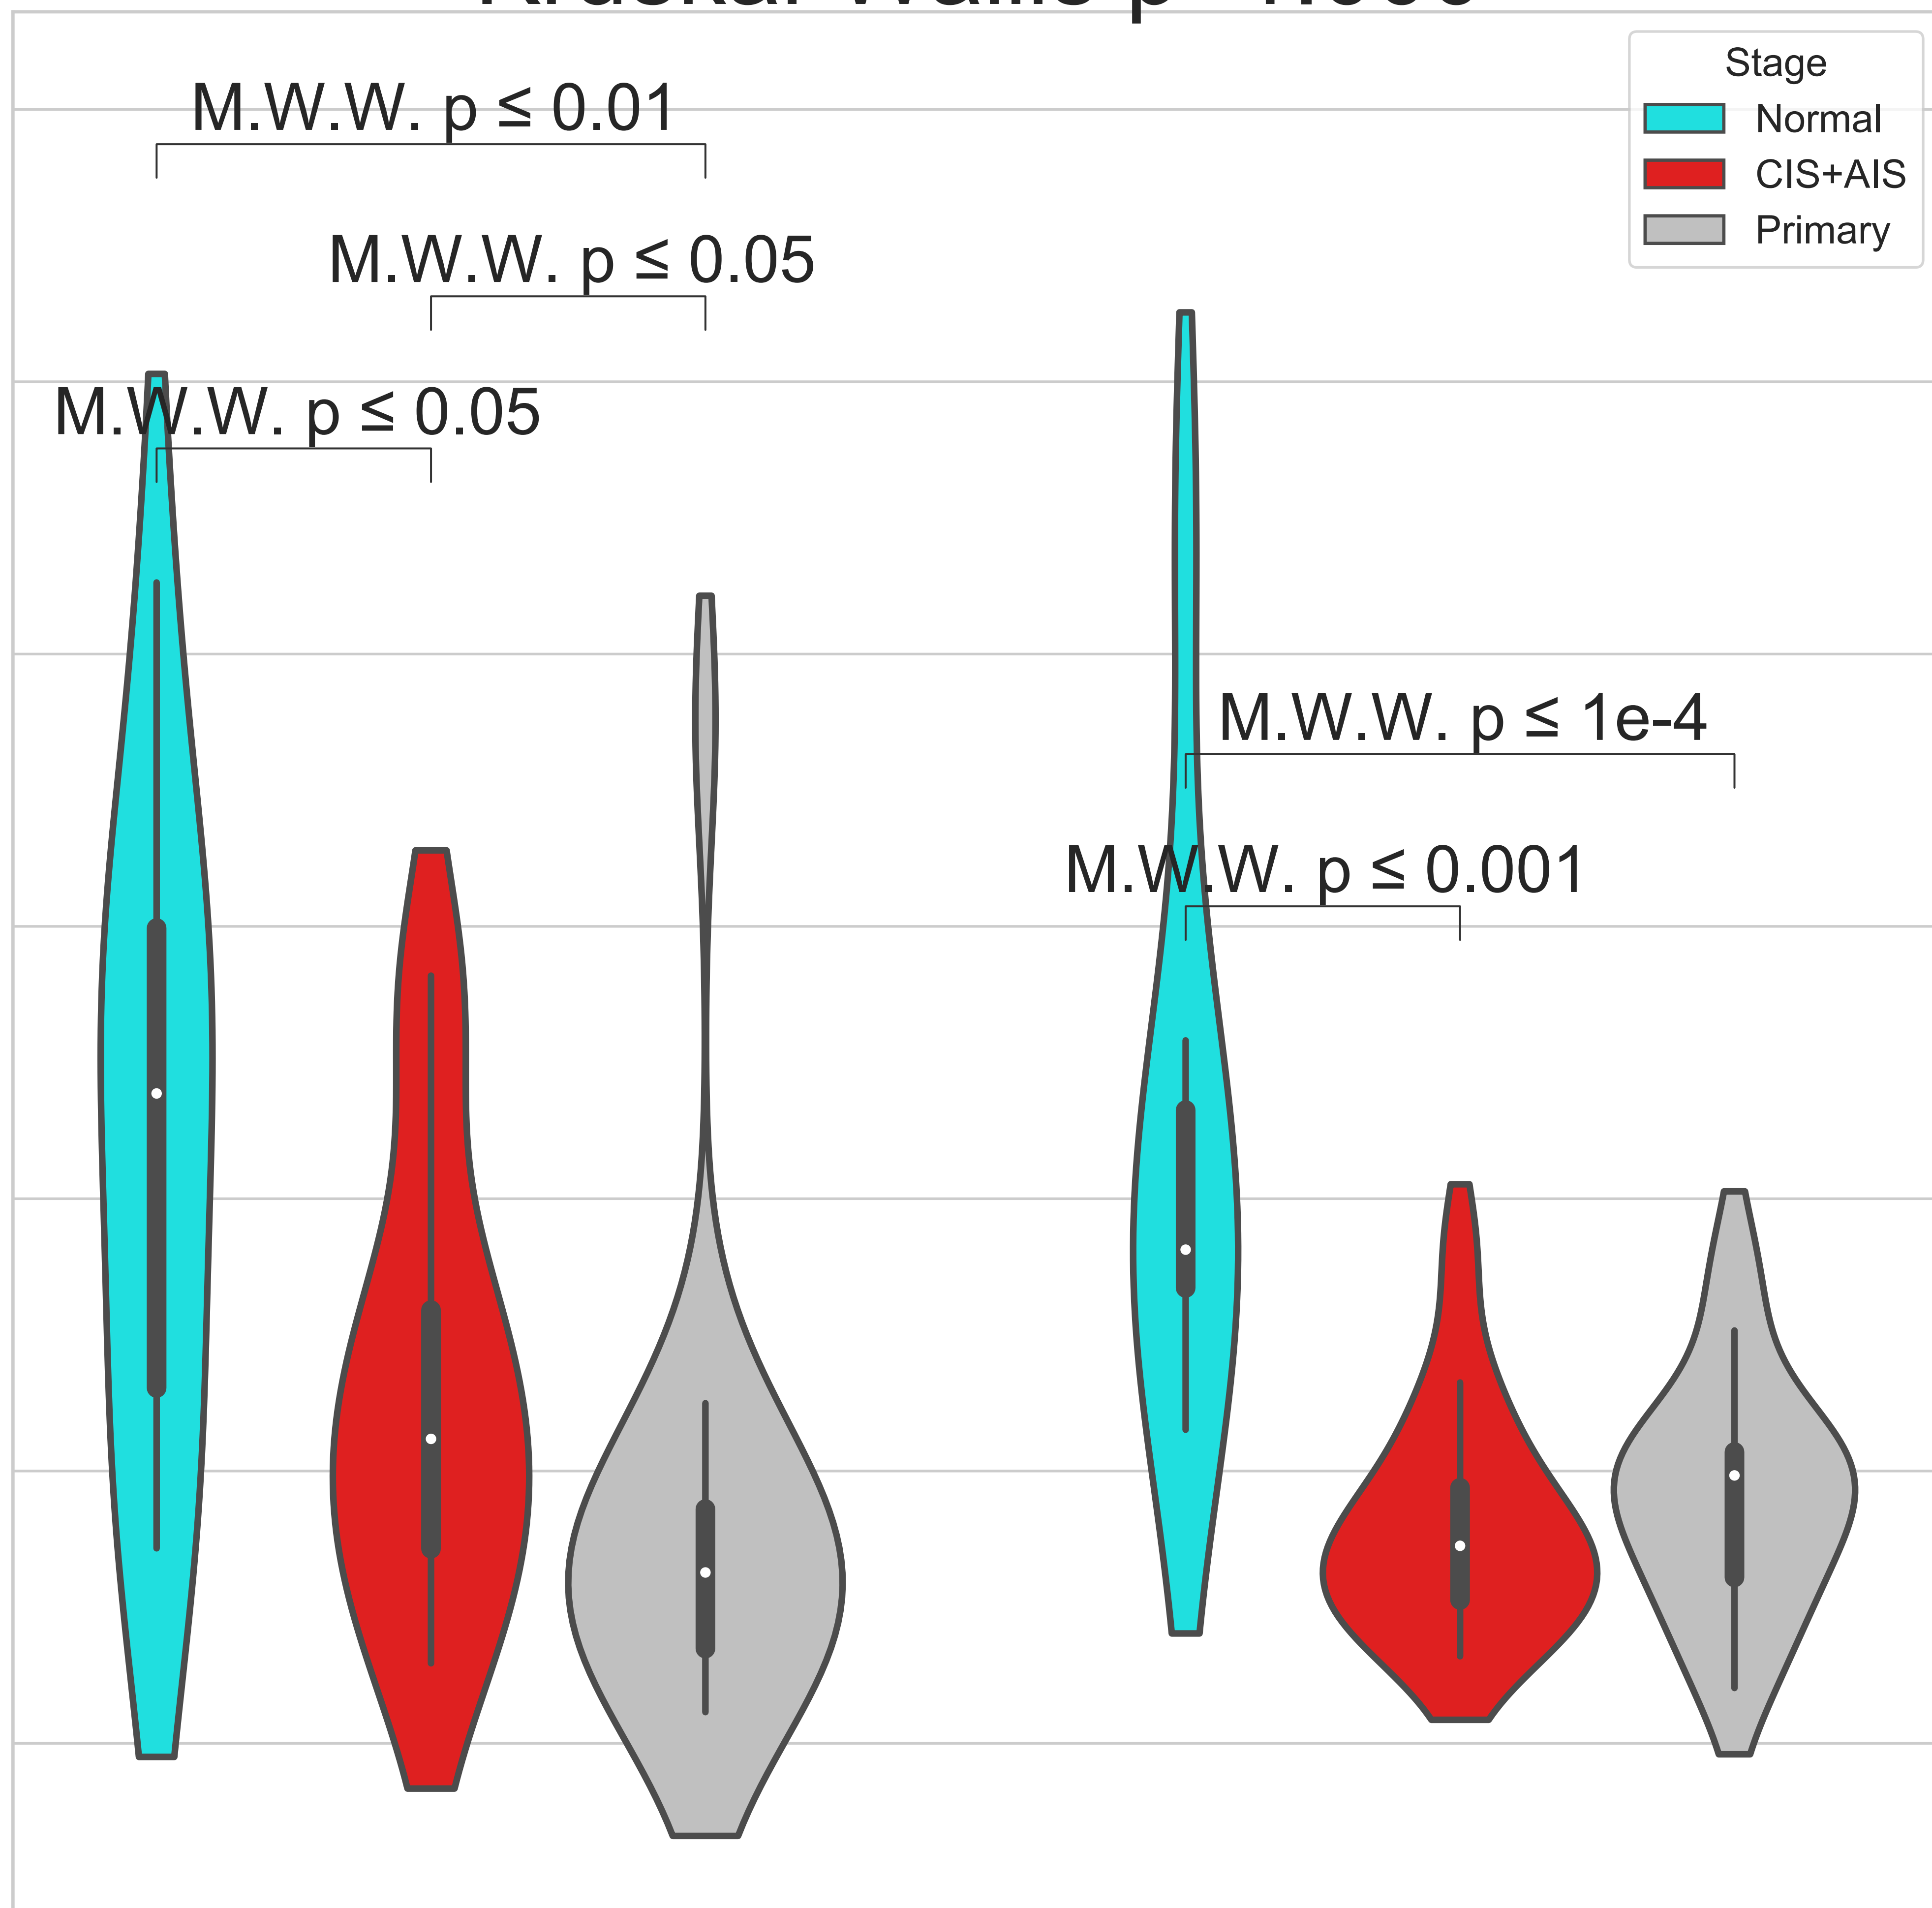 Stage
Normal
CIS+AIS
Primary
M.W.W. p ≤ 0.01
M.W.W. p ≤ 0.05
M.W.W. p ≤ 0.05
M.W.W. p ≤ 1e-4
M.W.W. p ≤ 0.001